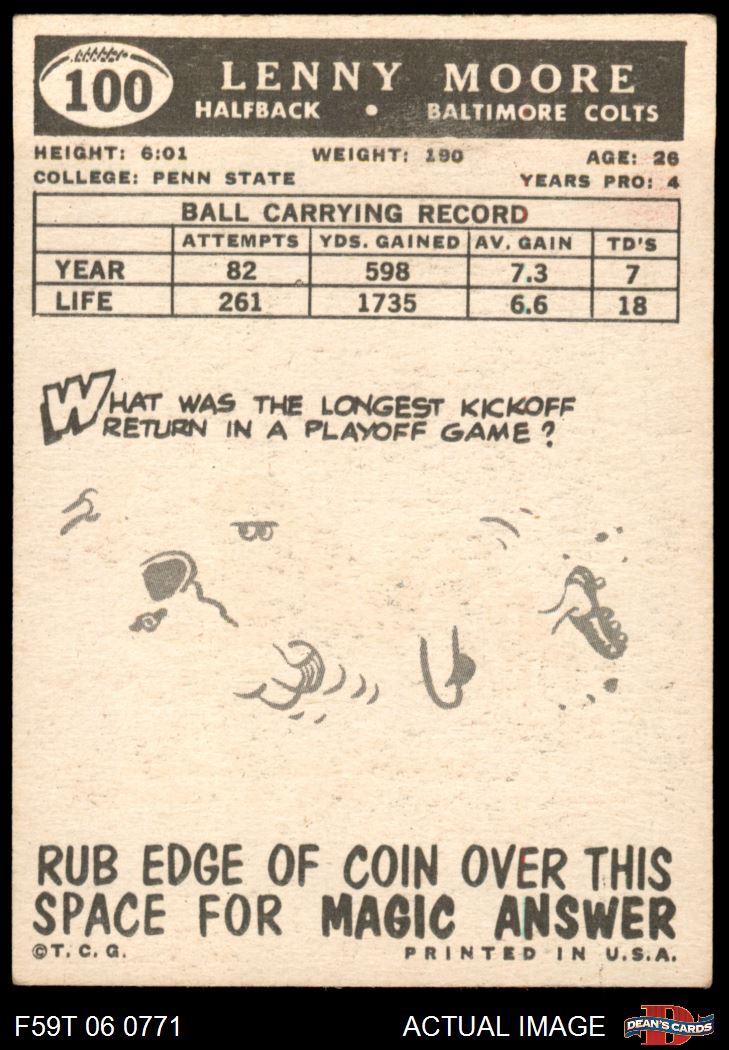 100
LENNY MOORE
HALFBACK • BALTIMORE COLTS
HEIGHT: 6:01 WEIGHT: 190 AGE: 26
COLLEGE: PENN STATE YEARS PRO: 4
BALL CARRYING RECORD
ATTEMPTS YDS. GAINED AV. GAIN TD'S
YEAR 82 598 7.3 7
LIFE 261 1735 6.6 18
WHAT WAS THE LONGEST KICKOFF
RETURN IN A PLAYOFF GAME?
RUB EDGE OF COIN OVER THIS
SPACE FOR MAGIC ANSWER
©T. C. G. PRINTED IN U.S.A.
F59T 06 0771 ACTUAL IMAGE D DEAN'S CARDS